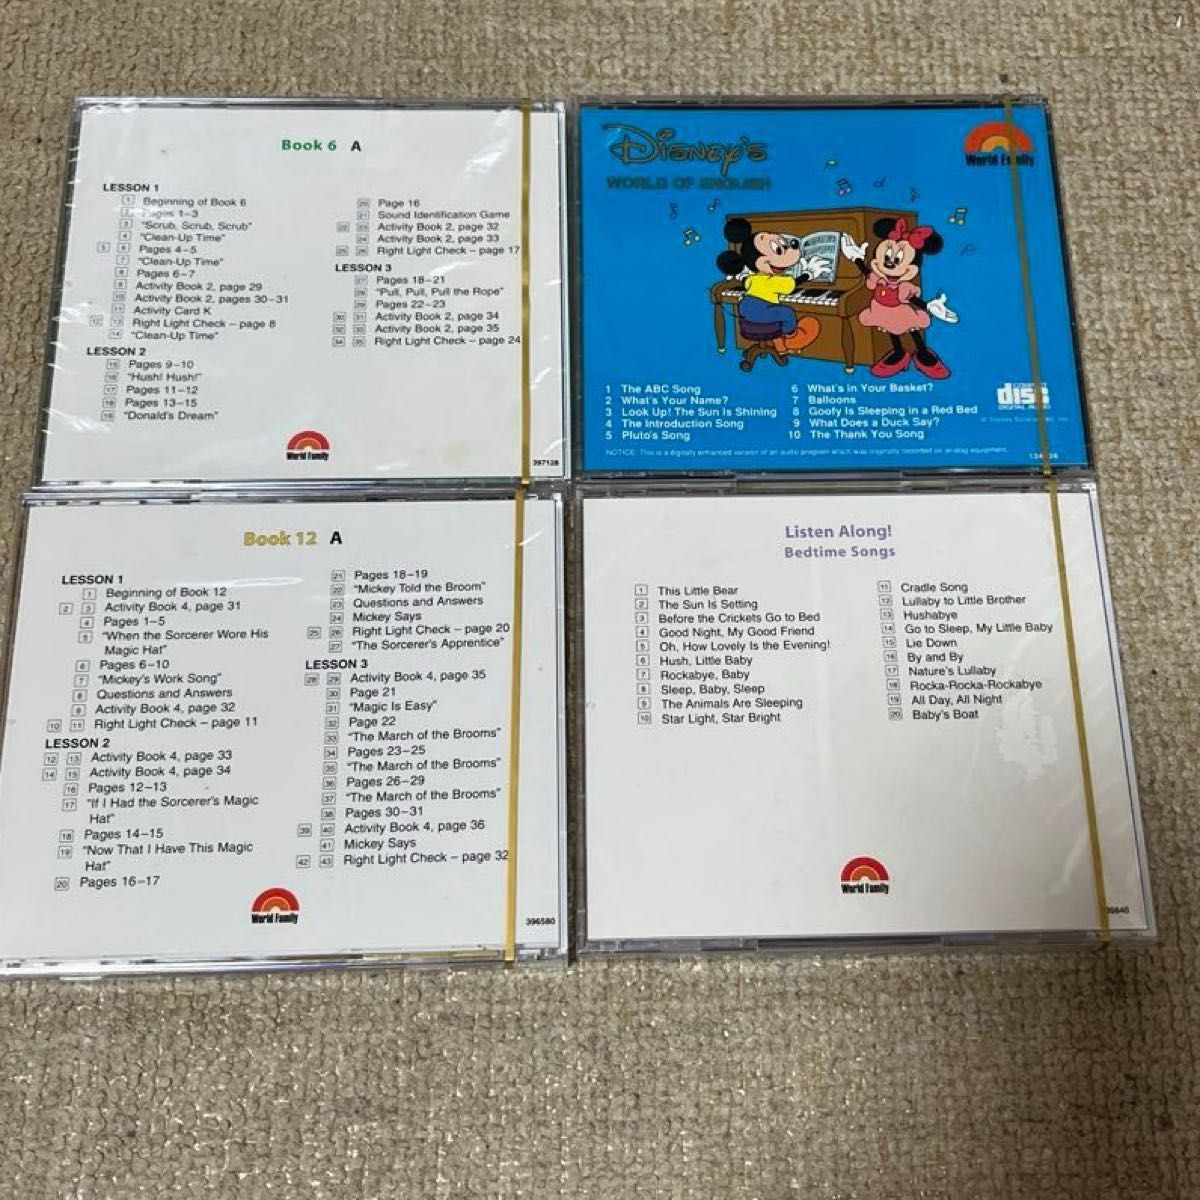 Book 6 A
LESSON 1
1 Beginning of Book 6
2 Pages 1–3
3 "Scrub, Scrub, Scrub"
4 "Clean-Up Time"
5 6 Pages 4–5
7 "Clean-Up Time"
8 Pages 6–7
9 Activity Book 2, page 29
10 Activity Book 2, pages 30–31
11 Activity Card K
12 13 Right Light Check – page 8
14 "Clean-Up Time"
LESSON 2
15 Pages 9–10
16 "Hush! Hush!"
17 Pages 11–12
18 Pages 13–15
19 "Donald's Dream"
20 Page 16
21 Sound Identification Game
22 23 Activity Book 2, page 32
24 Activity Book 2, page 33
25 26 Right Light Check – page 17
LESSON 3
27 Pages 18–21
28 "Pull, Pull, Pull the Rope"
29 Pages 22–23
30 31 Activity Book 2, page 34
32 33 Activity Book 2, page 35
34 35 Right Light Check – page 24
World Family
397128
Disney's
WORLD OF ENGLISH
World Family
1 The ABC Song
2 What's Your Name?
3 Look Up! The Sun Is Shining
4 The Introduction Song
5 Pluto's Song
6 What's in Your Basket?
7 Balloons
8 Goofy Is Sleeping in a Red Bed
9 What Does a Duck Say?
10 The Thank You Song
COMPACT
disc
DIGITAL AUDIO
NOTICE: This is a digitally enhanced version of an audio program which was originally recorded on analog equipment.
Book 12 A
LESSON 1
1 Beginning of Book 12
2 3 Activity Book 4, page 31
4 Pages 1–5
5 "When the Sorcerer Wore His
Magic Hat"
6 Pages 6–10
7 "Mickey's Work Song"
8 Questions and Answers
9 Activity Book 4, page 32
10 11 Right Light Check – page 11
LESSON 2
12 13 Activity Book 4, page 33
14 15 Activity Book 4, page 34
16 Pages 12–13
17 "If I Had the Sorcerer's Magic
Hat"
18 Pages 14–15
19 "Now That I Have This Magic
Hat"
20 Pages 16–17
21 Pages 18–19
22 "Mickey Told the Broom"
23 Questions and Answers
24 Mickey Says
25 26 Right Light Check – page 20
27 "The Sorcerer's Apprentice"
LESSON 3
28 29 Activity Book 4, page 35
30 Page 21
31 "Magic Is Easy"
32 Page 22
33 "The March of the Brooms"
34 Pages 23–25
35 "The March of the Brooms"
36 Pages 26–29
37 "The March of the Brooms"
38 Pages 30–31
39 40 Activity Book 4, page 36
41 Mickey Says
42 43 Right Light Check – page 32
World Family
396580
Listen Along!
Bedtime Songs
1 This Little Bear
2 The Sun Is Setting
3 Before the Crickets Go to Bed
4 Good Night, My Good Friend
5 Oh, How Lovely Is the Evening!
6 Hush, Little Baby
7 Rockabye, Baby
8 Sleep, Baby, Sleep
9 The Animals Are Sleeping
10 Star Light, Star Bright
11 Cradle Song
12 Lullaby to Little Brother
13 Hushabye
14 Go to Sleep, My Little Baby
15 Lie Down
16 By and By
17 Nature's Lullaby
18 Rocka-Rocka-Rockabye
19 All Day, All Night
20 Baby's Boat
World Family